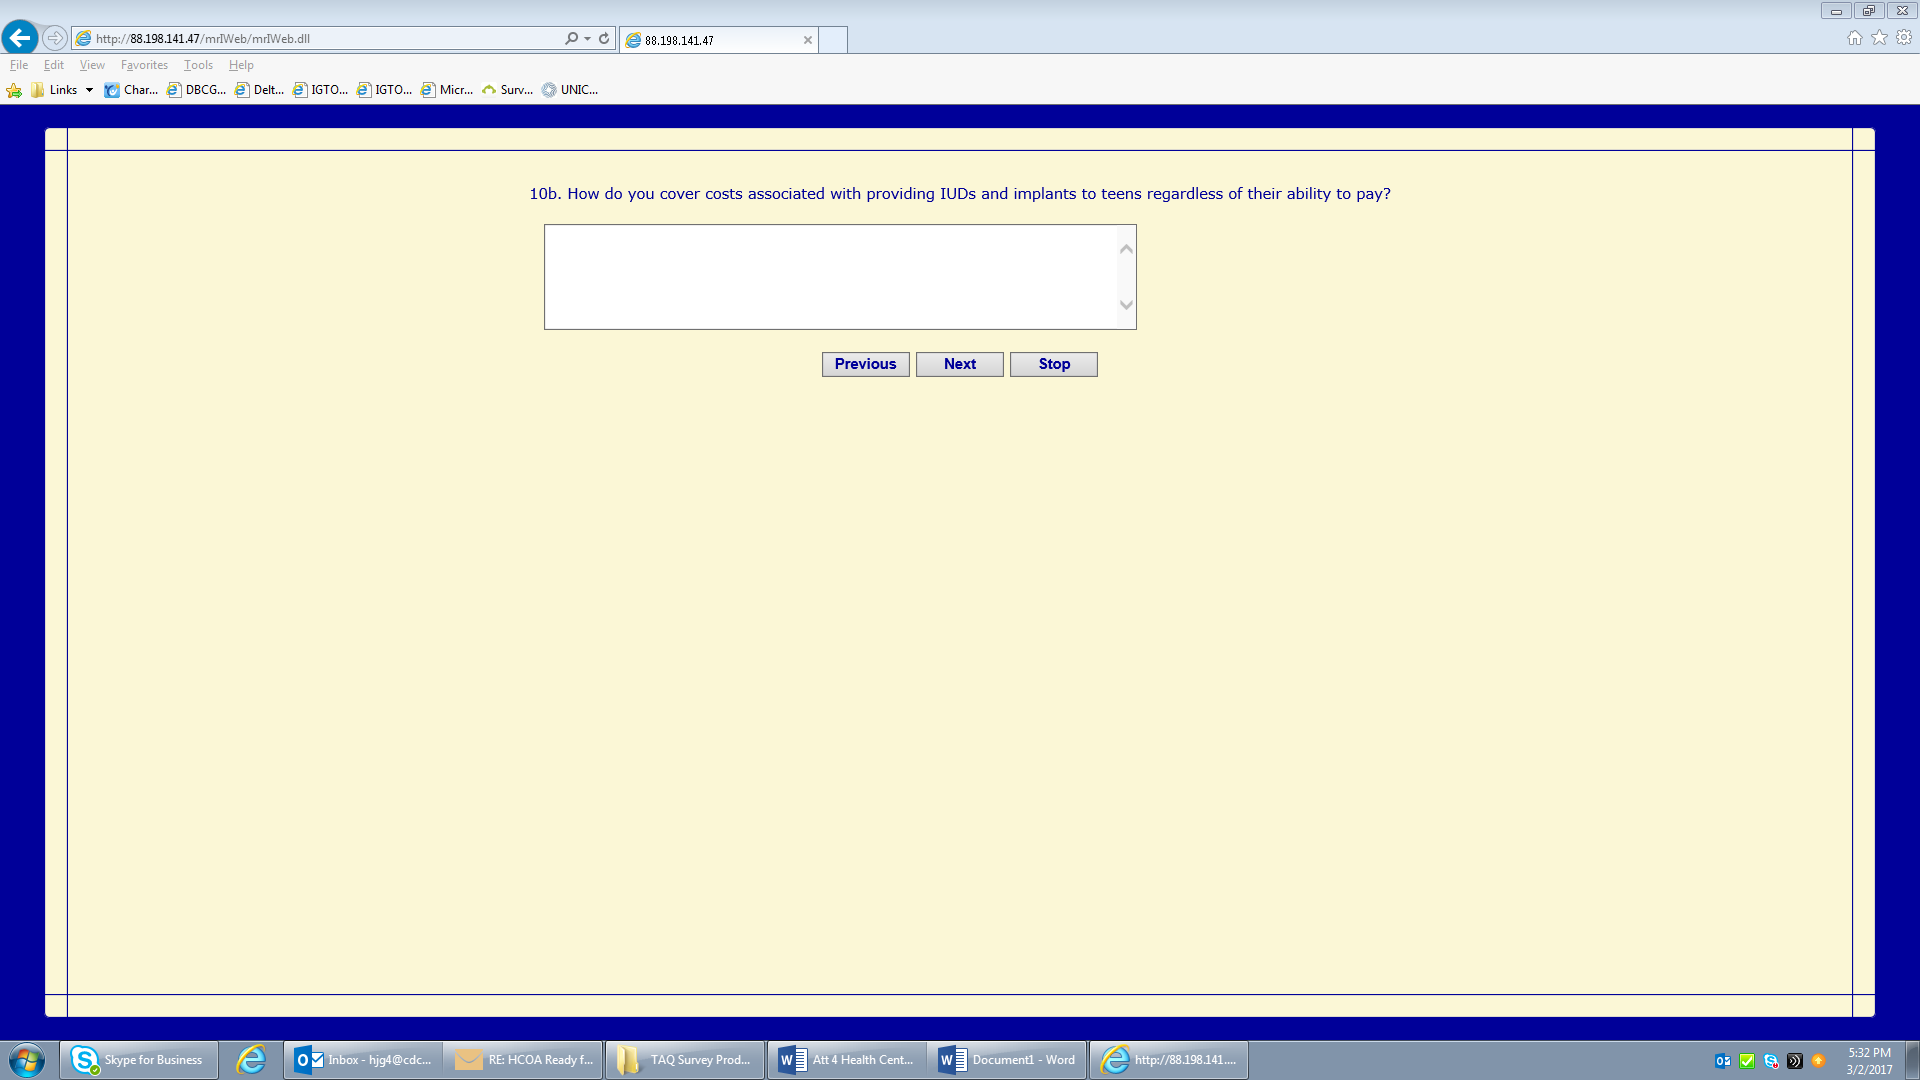 http://88.198.141.47/mrIWeb/mrIWeb.dll
88.198.141.47
File Edit View Favorites Tools Help
Links Char... DBCG... Delt... IGTO... IGTO... Micr... Surv... UNIC...
10b. How do you cover costs associated with providing IUDs and implants to teens regardless of their ability to pay?
Previous Next Stop
Skype for Business Inbox - hjg4@cdc... RE: HCOA Ready f... TAQ Survey Prod... Att 4 Health Cent... Document1 - Word http://88.198.141....
5:32 PM
3/2/2017